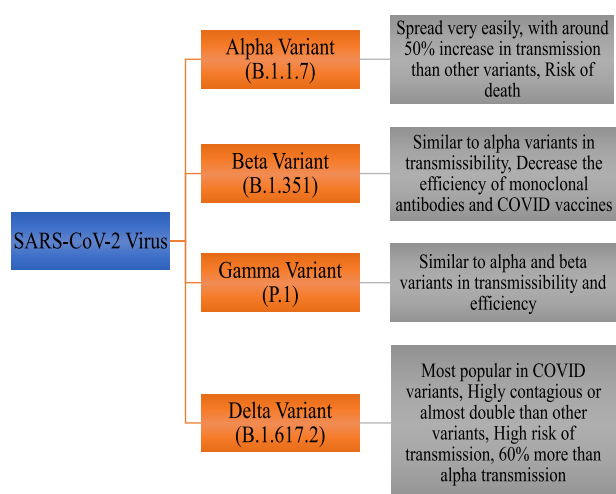 SARS-CoV-2 Virus
Alpha Variant
(B.1.1.7)
Spread very easily, with around
50% increase in transmission
than other variants, Risk of
death
Beta Variant
(B.1.351)
Similar to alpha variants in
transmissibility, Decrease the
efficiency of monoclonal
antibodies and COVID vaccines
Gamma Variant
(P.1)
Similar to alpha and beta
variants in transmissibility and
efficiency
Delta Variant
(B.1.617.2)
Most popular in COVID
variants, Higly contagious or
almost double than other
variants, High risk of
transmission, 60% more than
alpha transmission